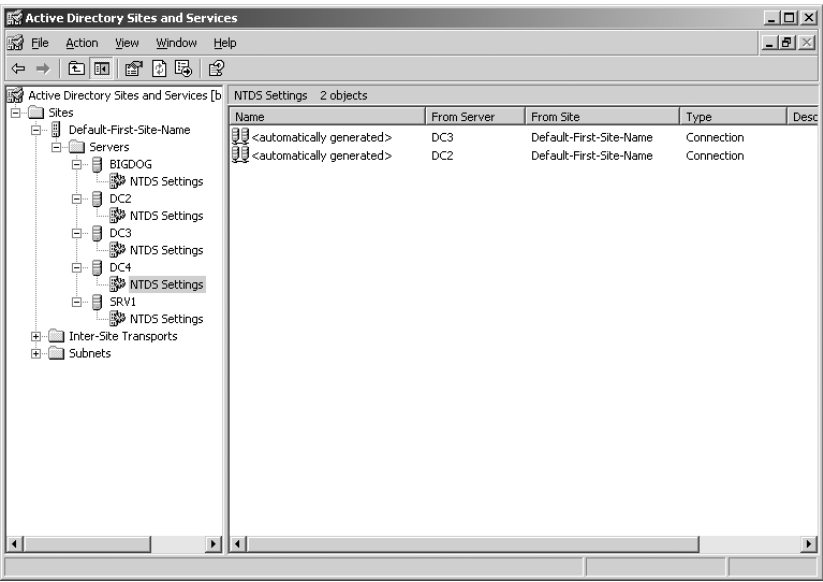 Active Directory Sites and Services
File Action View Window Help
Active Directory Sites and Services [b
NTDS Settings 2 objects
Sites
Name From Server From Site Type Desc
Default-First-Site-Name
<automatically generated> DC3 Default-First-Site-Name Connection
Servers
<automatically generated> DC2 Default-First-Site-Name Connection
BIGDOG
NTDS Settings
DC2
NTDS Settings
DC3
NTDS Settings
DC4
NTDS Settings
SRV1
NTDS Settings
Inter-Site Transports
Subnets